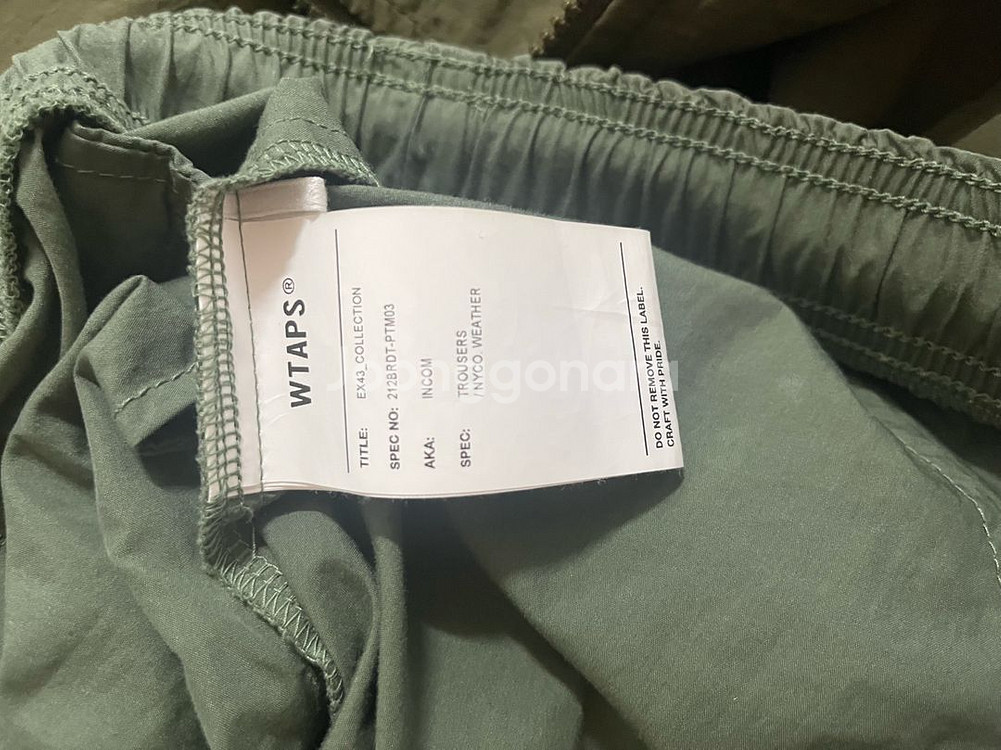 WTAPS®
TITLE: EX43_COLLECTION
SPEC NO: 212BRDT-PTM03
AKA: INCOM
SPEC: TROUSERS
/ NYCO. WEATHER
DO NOT REMOVE THIS LABEL.
CRAFT WITH PRIDE.